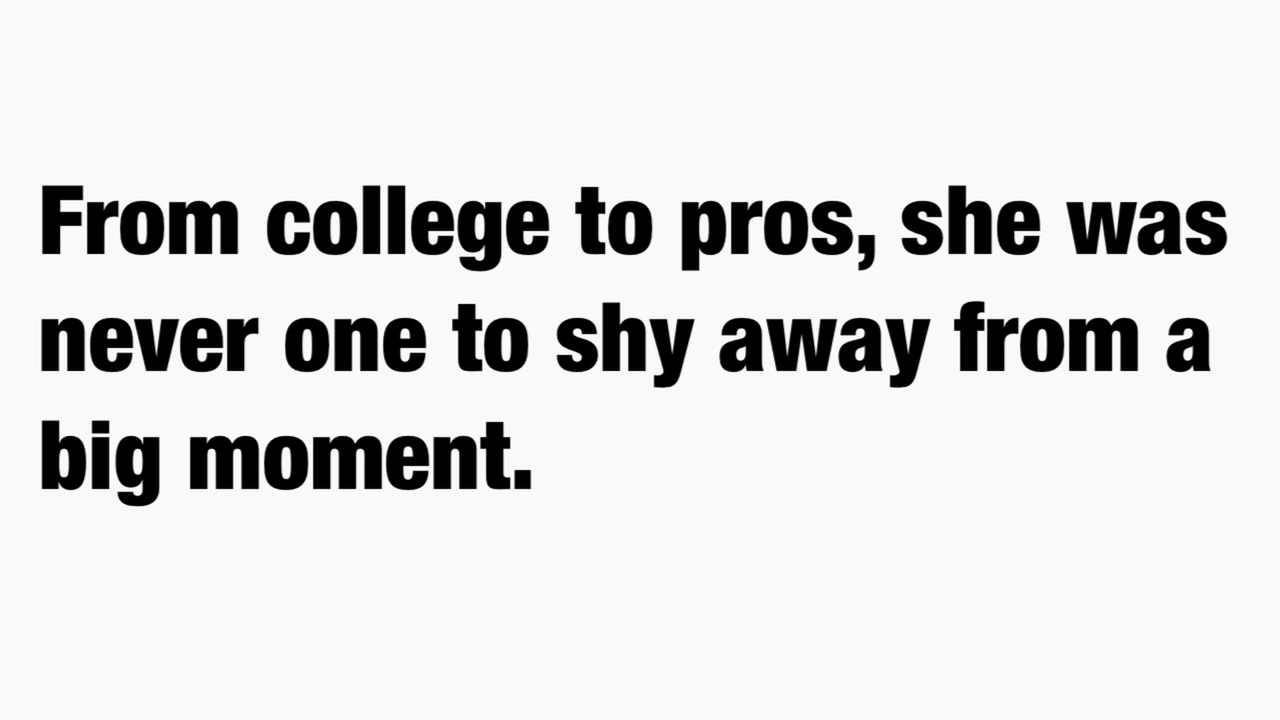 From college to pros, she was
never one to shy away from a
big moment.